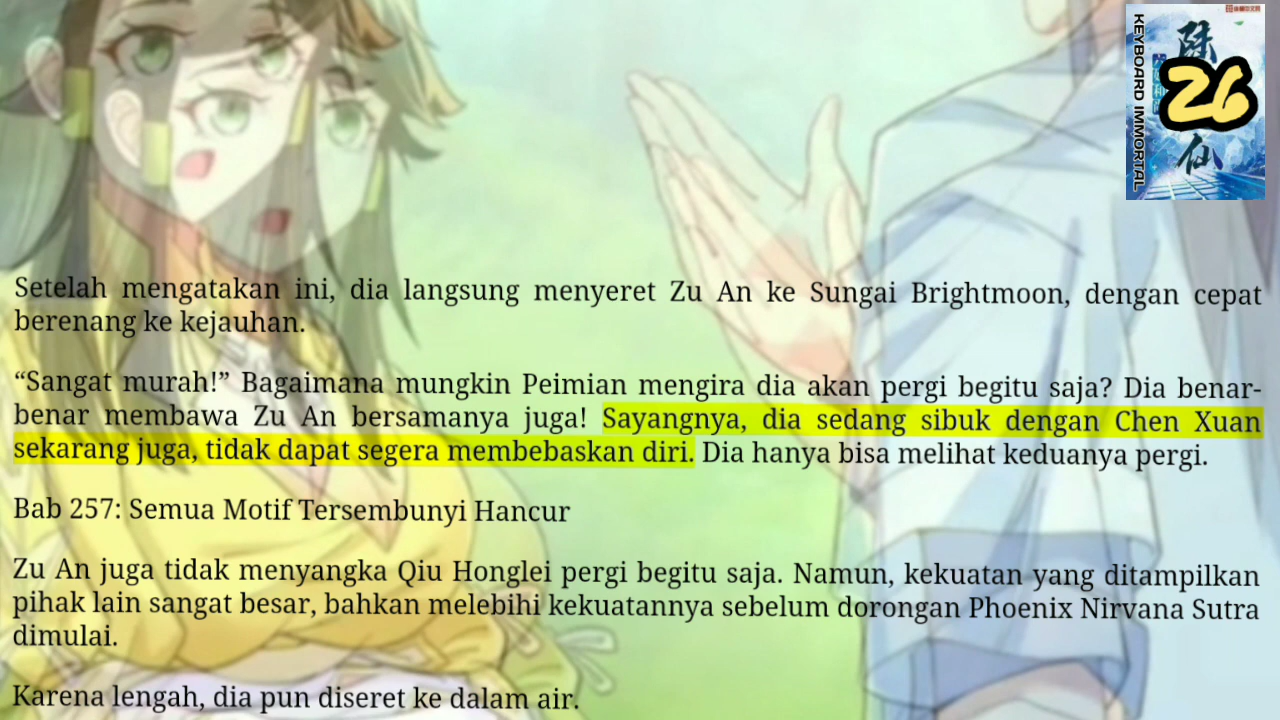 KEYBOARD IMMORTAL
陸
26
仙
Setelah mengatakan ini, dia langsung menyeret Zu An ke Sungai Brightmoon, dengan cepat
berenang ke kejauhan.
“Sangat murah!” Bagaimana mungkin Peimian mengira dia akan pergi begitu saja? Dia benar-
benar membawa Zu An bersamanya juga! Sayangnya, dia sedang sibuk dengan Chen Xuan
sekarang juga, tidak dapat segera membebaskan diri. Dia hanya bisa melihat keduanya pergi.
Bab 257: Semua Motif Tersembunyi Hancur
Zu An juga tidak menyangka Qiu Honglei pergi begitu saja. Namun, kekuatan yang ditampilkan
pihak lain sangat besar, bahkan melebihi kekuatannya sebelum dorongan Phoenix Nirvana Sutra
dimulai.
Karena lengah, dia pun diseret ke dalam air.